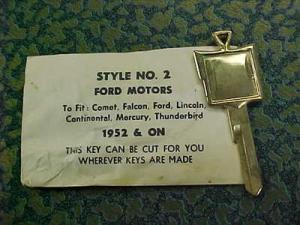 STYLE NO. 2
FORD MOTORS
To Fit: Comet, Falcon, Ford, Lincoln,
Continental, Mercury, Thunderbird
1952 & ON
THIS KEY CAN BE CUT FOR YOU
WHEREVER KEYS ARE MADE